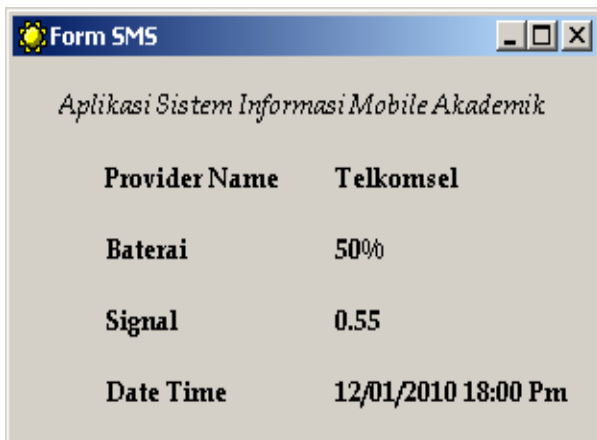 Form SMS
Aplikasi Sistem Informasi Mobile Akademik
Provider Name Telkomsel
Baterai 50%
Signal 0.55
Date Time 12/01/2010 18:00 Pm